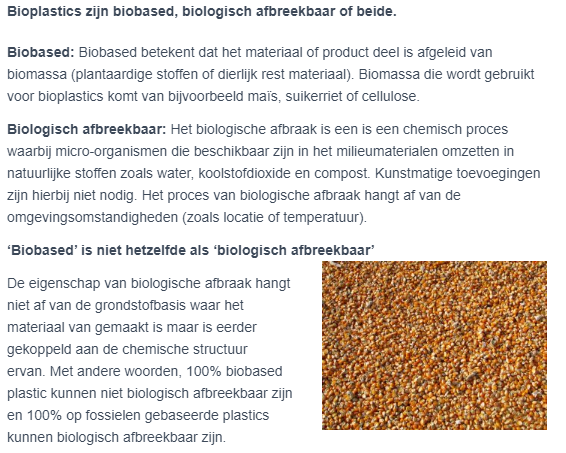 Bioplastics zijn biobased, biologisch afbreekbaar of beide.
Biobased: Biobased betekent dat het materiaal of product deel is afgeleid van
biomassa (plantaardige stoffen of dierlijk rest materiaal). Biomassa die wordt gebruikt
voor bioplastics komt van bijvoorbeeld maïs, suikerriet of cellulose.
Biologisch afbreekbaar: Het biologische afbraak is een is een chemisch proces
waarbij micro-organismen die beschikbaar zijn in het milieumaterialen omzetten in
natuurlijke stoffen zoals water, koolstofdioxide en compost. Kunstmatige toevoegingen
zijn hierbij niet nodig. Het proces van biologische afbraak hangt af van de
omgevingsomstandigheden (zoals locatie of temperatuur).
‘Biobased’ is niet hetzelfde als ‘biologisch afbreekbaar’
De eigenschap van biologische afbraak hangt
niet af van de grondstofbasis waar het
materiaal van gemaakt is maar is eerder
gekoppeld aan de chemische structuur
ervan. Met andere woorden, 100% biobased
plastic kunnen niet biologisch afbreekbaar zijn
en 100% op fossielen gebaseerde plastics
kunnen biologisch afbreekbaar zijn.